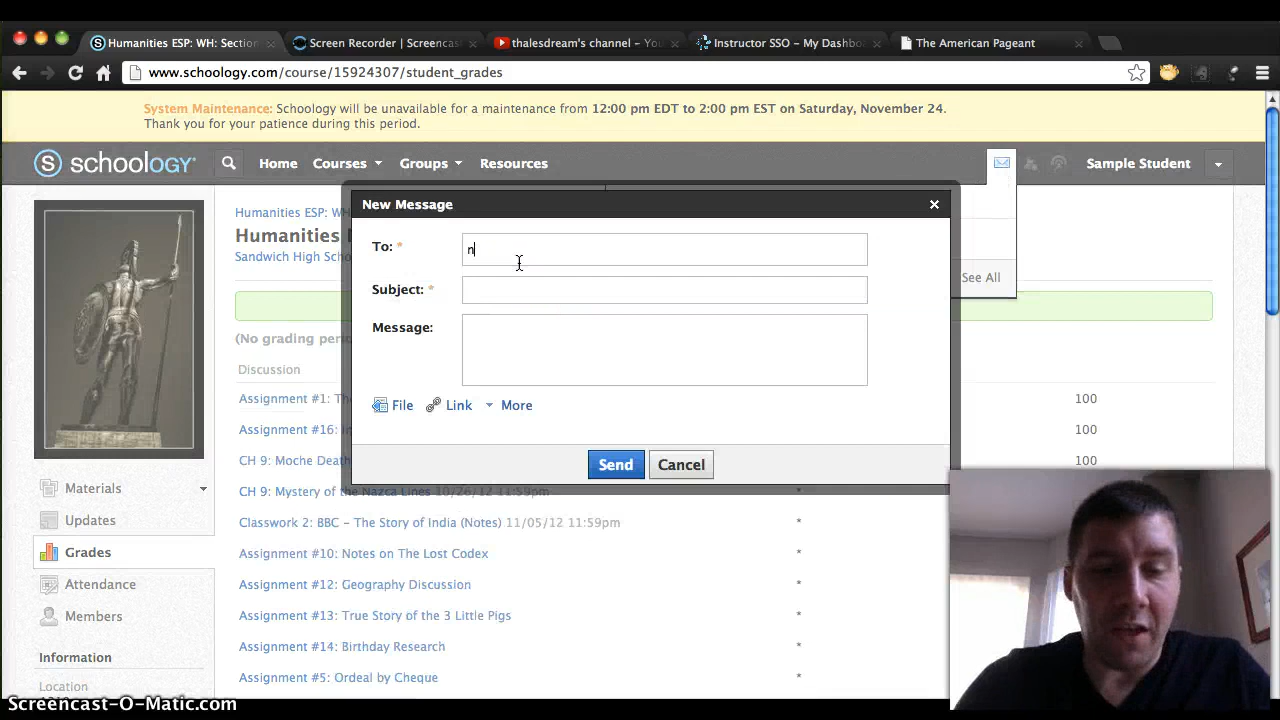 Humanities ESP: WH: Section
Screen Recorder | Screencast
thalesdream's channel – You
Instructor SSO – My Dashboa
The American Pageant
www.schoology.com/course/15924307/student_grades
System Maintenance: Schoology will be unavailable for a maintenance from 12:00 pm EDT to 2:00 pm EST on Saturday, November 24.
Thank you for your patience during this period.
S schoology
Home Courses Groups Resources
Sample Student
Humanities ESP: WH
Humanities
Sandwich High Sch
See All
(No grading peri
Discussion
New Message
To: *
n
Subject: *
Message:
File Link More
Send Cancel
Assignment #1: Th
100
Assignment #16: I
100
CH 9: Moche Death
100
CH 9: Mystery of the Nazca Lines 10/26/12 11:59pm
*
Classwork 2: BBC – The Story of India (Notes) 11/05/12 11:59pm
*
Assignment #10: Notes on The Lost Codex
*
Assignment #12: Geography Discussion
*
Assignment #13: True Story of the 3 Little Pigs
*
Assignment #14: Birthday Research
*
Assignment #5: Ordeal by Cheque
*
Materials
Updates
Grades
Attendance
Members
Information
Location
Screencast-O-Matic.com